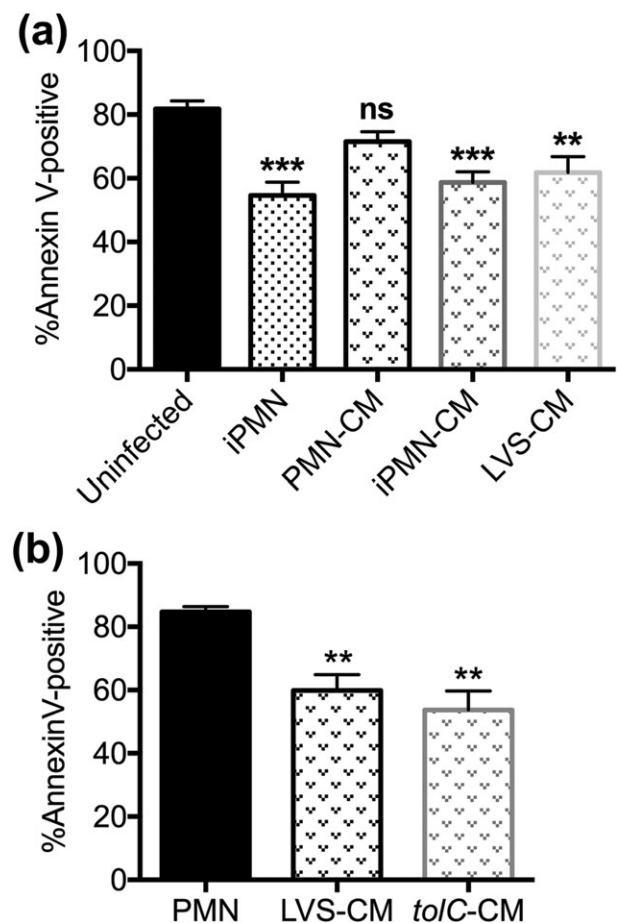 (a)
%Annexin V-positive
100
80
60
40
20
0
***
ns
***
**
Uninfected
iPMN
PMN-CM
iPMN-CM
LVS-CM
(b)
%AnnexinV-positive
100
80
60
40
20
0
**
**
PMN
LVS-CM
tolC-CM